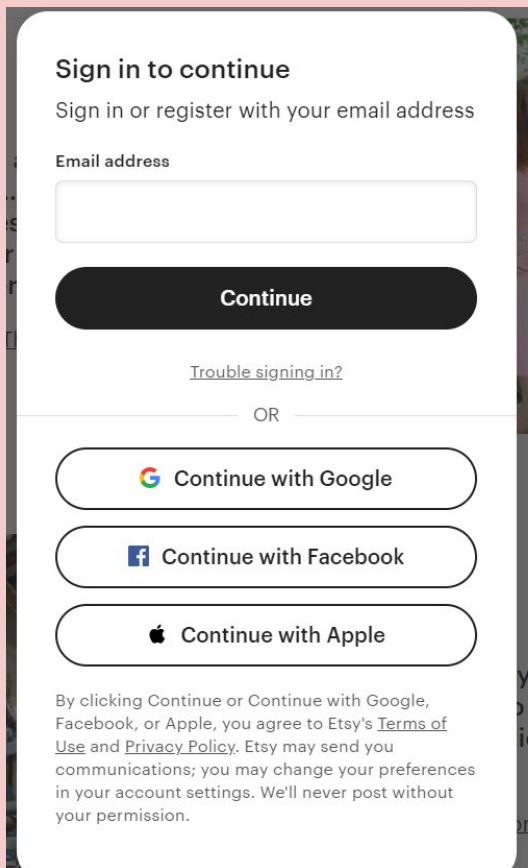 Sign in to continue
Sign in or register with your email address
Email address
Continue
Trouble signing in?
OR
Continue with Google
Continue with Facebook
Continue with Apple
By clicking Continue or Continue with Google,
Facebook, or Apple, you agree to Etsy's Terms of
Use and Privacy Policy. Etsy may send you
communications; you may change your preferences
in your account settings. We'll never post without
your permission.